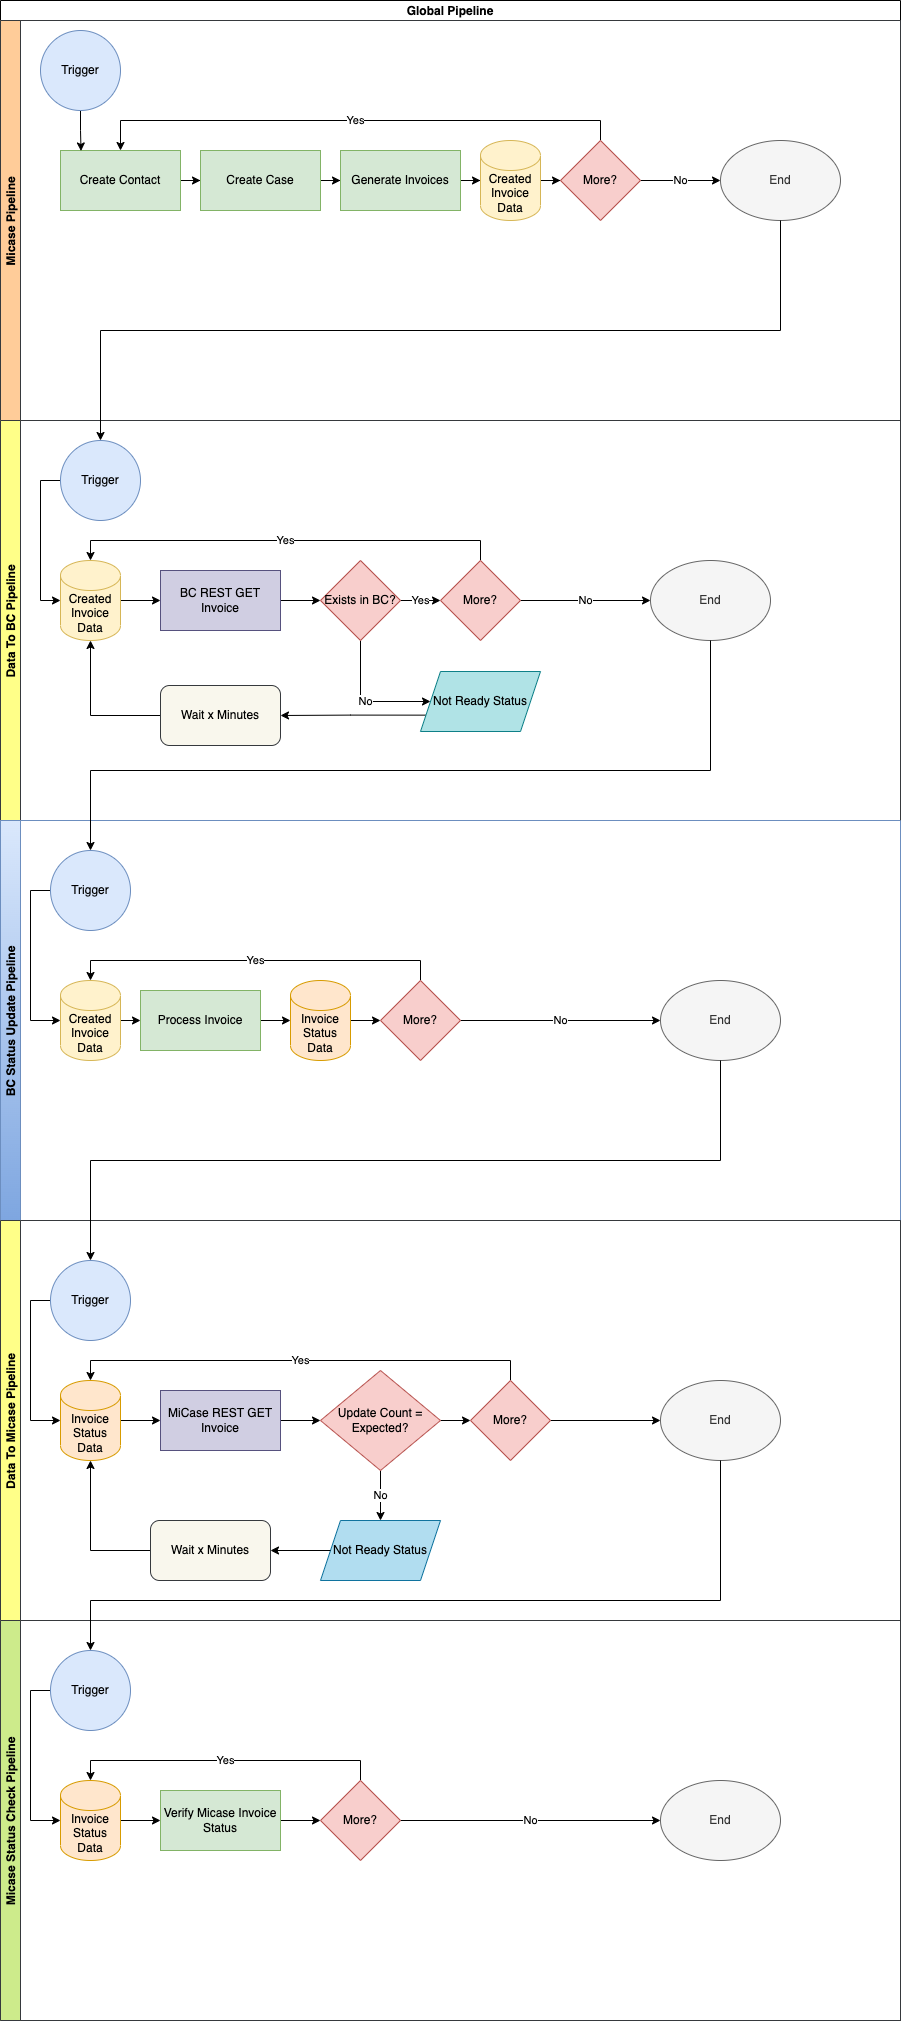 Global Pipeline
Micase Pipeline
Trigger
Yes
Create Contact
Create Case
Generate Invoices
Created
Invoice
Data
More?
No
End
Data To BC Pipeline
Trigger
Yes
Created
Invoice
Data
BC REST GET
Invoice
Exists in BC?
Yes
More?
No
End
No
Not Ready Status
Wait x Minutes
BC Status Update Pipeline
Trigger
Yes
Created
Invoice
Data
Process Invoice
Invoice
Status
Data
More?
No
End
Data To Micase Pipeline
Trigger
Yes
Invoice
Status
Data
MiCase REST GET
Invoice
Update Count =
Expected?
More?
End
No
Not Ready Status
Wait x Minutes
Micase Status Check Pipeline
Trigger
Yes
Invoice
Status
Data
Verify Micase Invoice
Status
More?
No
End